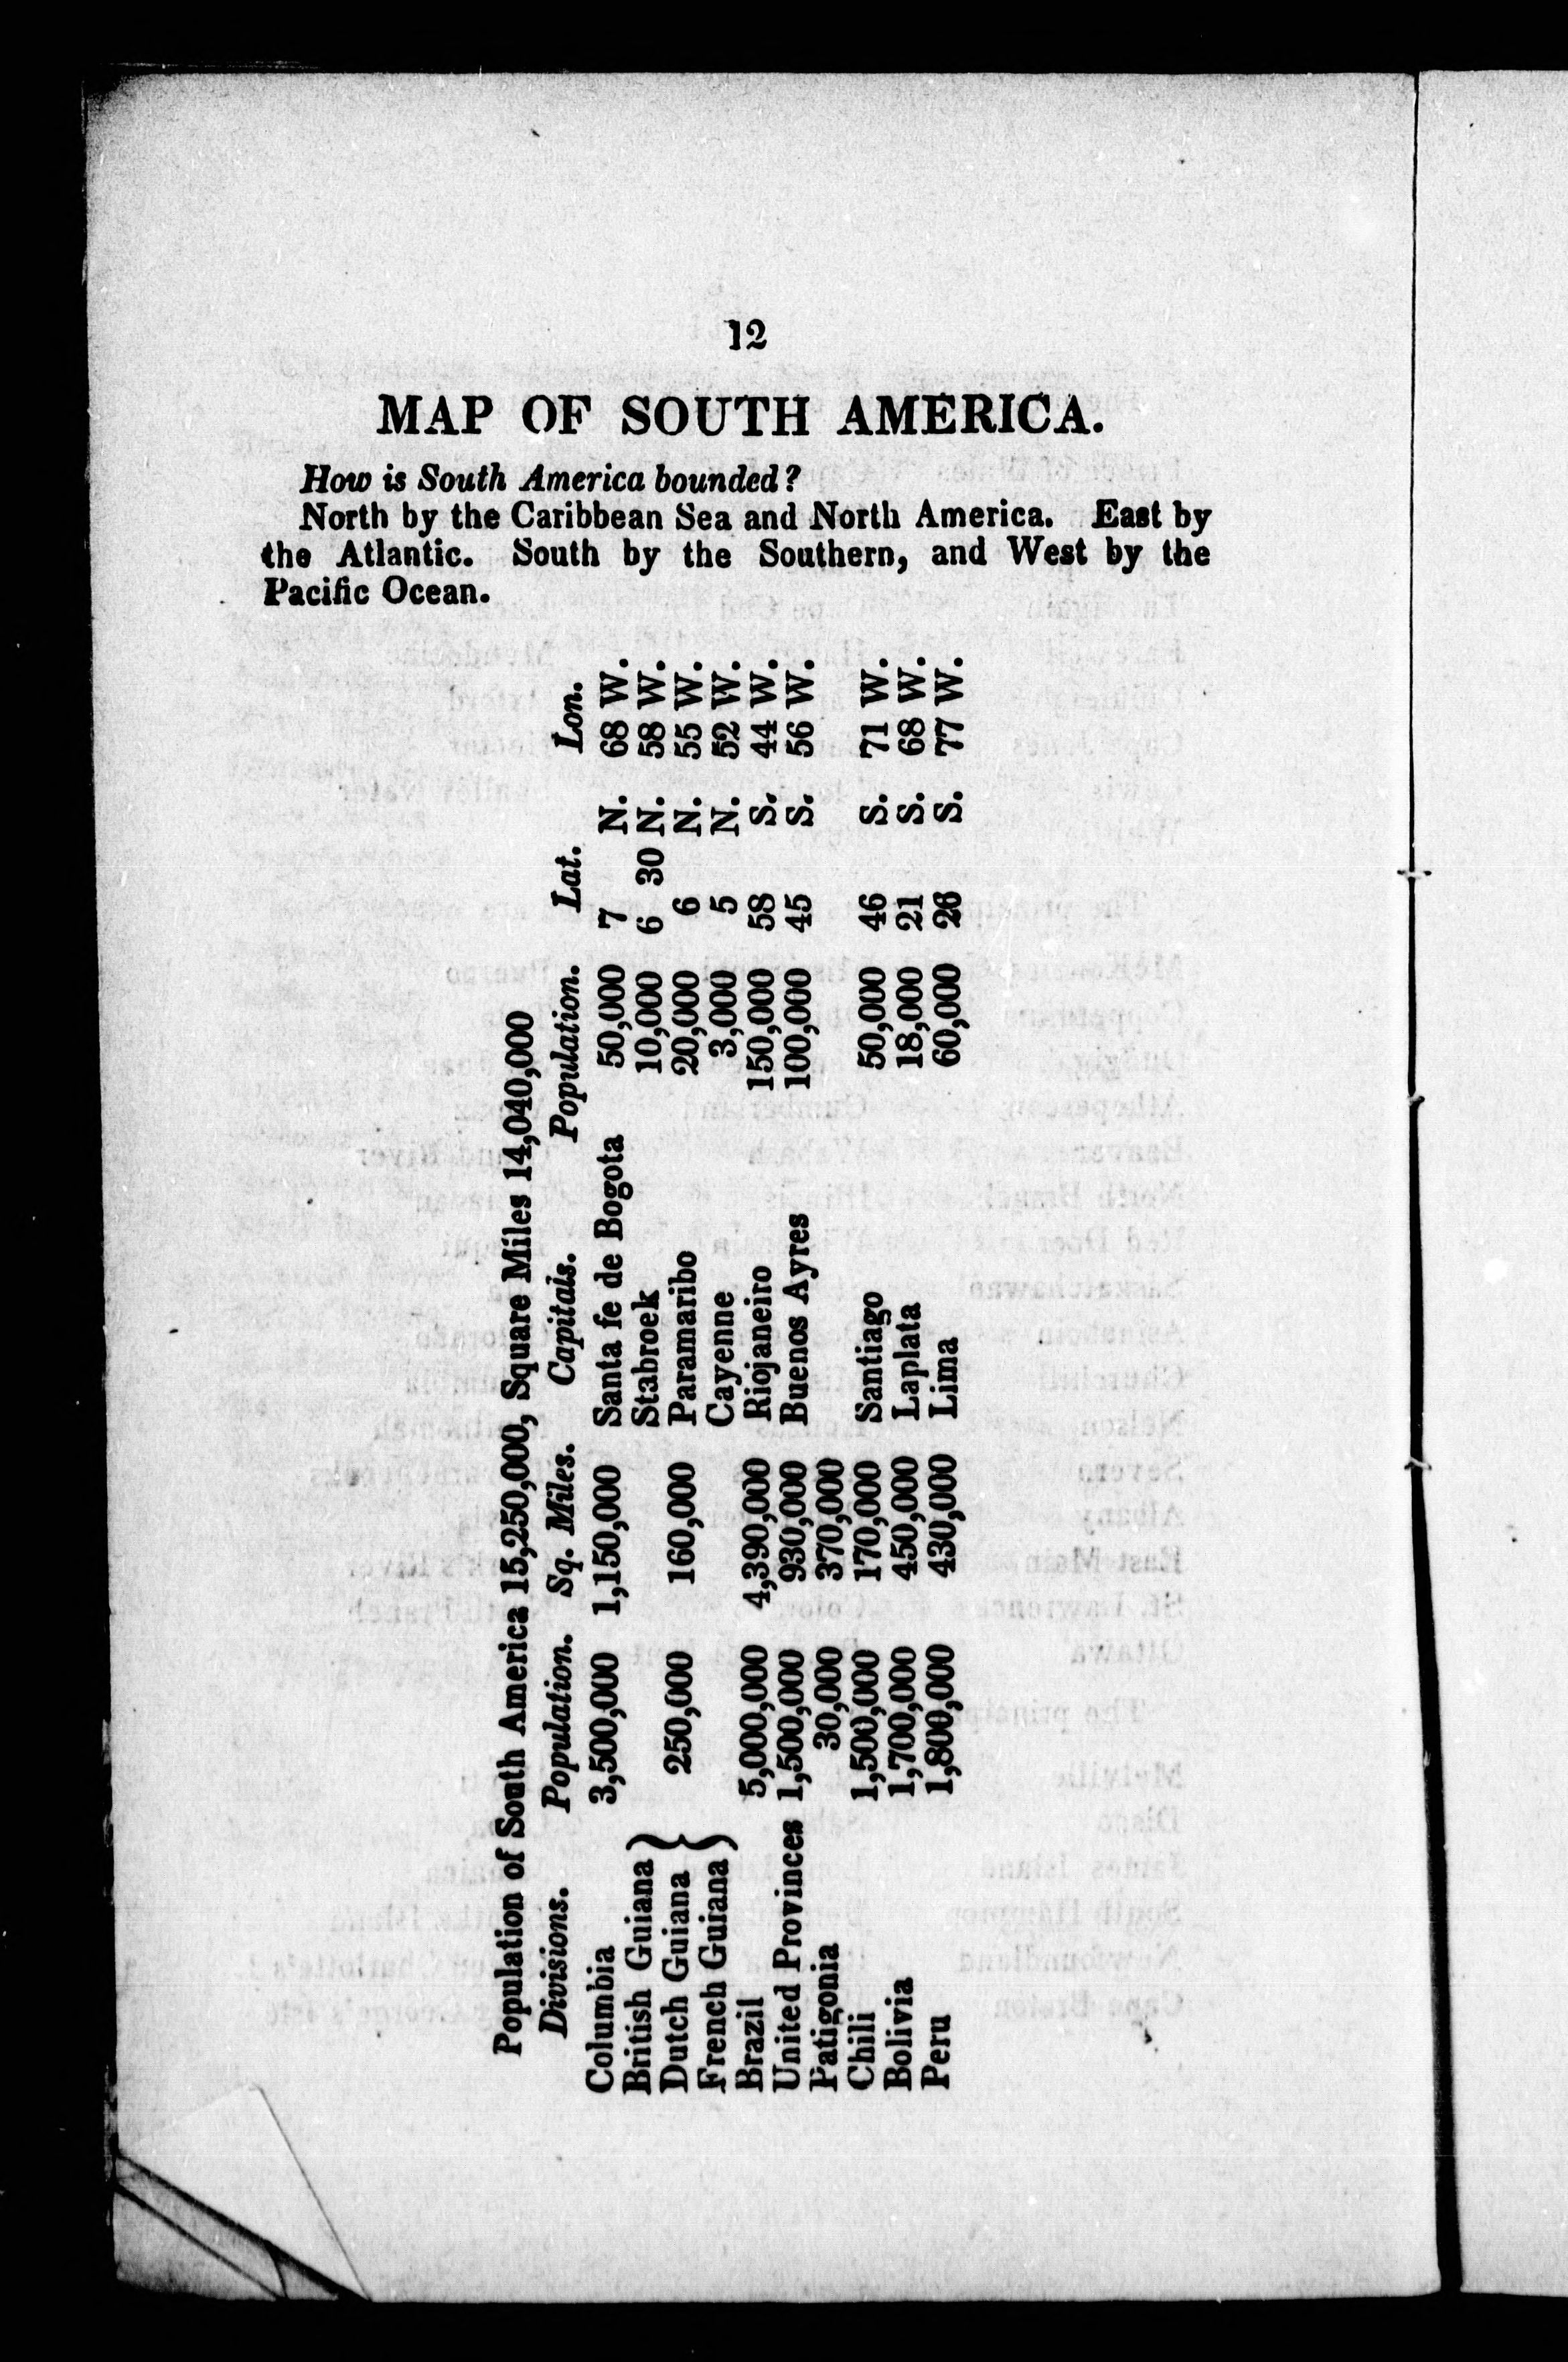 12
MAP OF SOUTH AMERICA.
How is South America bounded?
North by the Caribbean Sea and North America. East by
the Atlantic. South by the Southern, and West by the
Pacific Ocean.
Population of South America 15,250,000, Square Miles 14,040,000
Divisions. Population. Sq. Miles. Capitals. Population. Lat. Lon.
Columbia 3,500,000 1,150,000 Santa fe de Bogota 50,000 7 N. 68 W.
British Guiana } Stabroek 10,000 6 30 N. 58 W.
Dutch Guiana } 250,000 160,000 Paramaribo 20,000 6 N. 55 W.
French Guiana } Cayenne 3,000 5 N. 52 W.
Brazil 5,000,000 4,390,000 Riojaneiro 150,000 58 S. 44 W.
United Provinces 1,500,000 930,000 Buenos Ayres 100,000 45 S. 56 W.
Patigonia 30,000 370,000
Chili 1,500,000 170,000 Santiago 50,000 46 S. 71 W.
Bolivia 1,700,000 450,000 Laplata 18,000 21 S. 68 W.
Peru 1,800,000 430,000 Lima 60,000 26 S. 77 W.